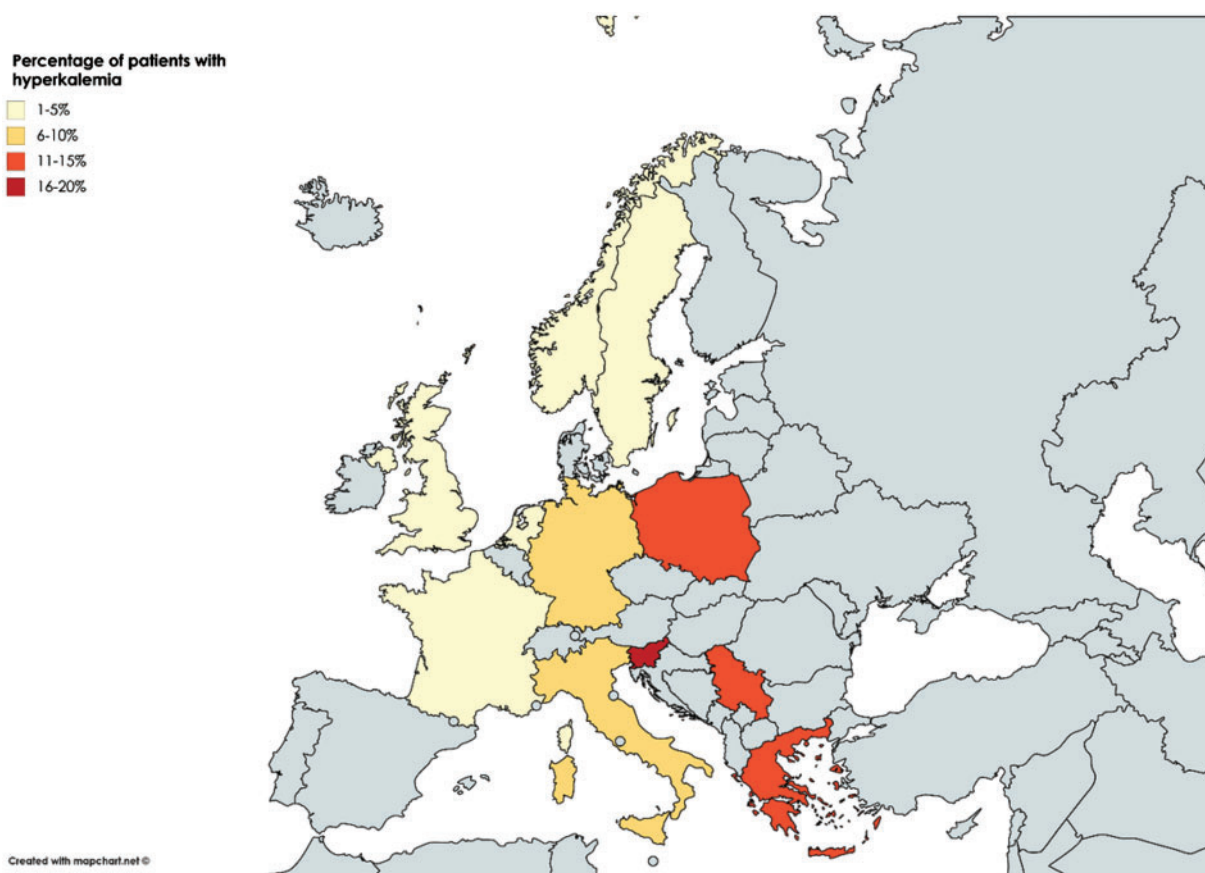 Percentage of patients with
hyperkalemia
1-5%
6-10%
11-15%
16-20%
Created with mapchart.net ©